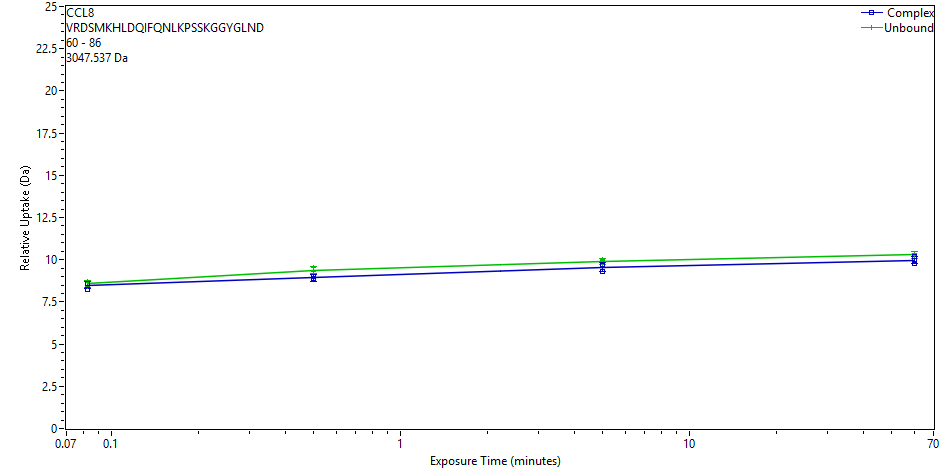 CCL8
VRDSMKHLDQIFQNLKPSSKGGYGLND
60 - 86
3047.537 Da
Complex
Unbound
25
22.5
20
17.5
15
12.5
10
7.5
5
2.5
0
Relative Uptake (Da)
0.07 0.1 1 10 70
Exposure Time (minutes)